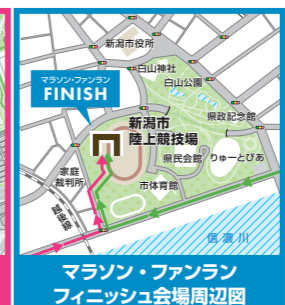 新潟市役所
白山神社
白山公園
マラソン・ファンラン
FINISH
県政記念館
新潟市
陸上競技場
県民会館
りゅーとぴあ
家庭
裁判所
市体育館
越後線
信濃川
マラソン・ファンラン
フィニッシュ会場周辺図